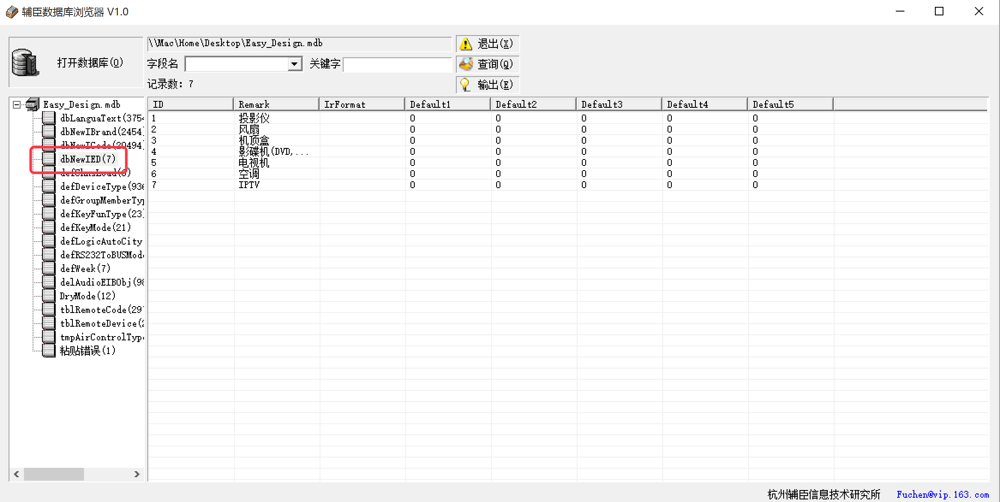 辅臣数据库浏览器 V1.0
打开数据库(O)
\\Mac\Home\Desktop\Easy_Design.mdb
退出(X)
字段名
关键字
查询(Q)
记录数: 7
输出(E)
Easy_Design.mdb
dbLanguaText(3754
dbNewIBrand(2454
dbNewICode(20494
dbNewIED(7)
defDeviceType(936
defGroupMemberTyp
defKeyFunType(23
defKeyMode(21)
defLogicAutoCity
defRS232ToBUSMod
defWeek(7)
delAudioEIBObj(98
DryMode(12)
tblRemoteCode(29
tblRemoteDevice(2
tmpAirControlTyp
粘贴错误(1)
ID Remark IrFormat Default1 Default2 Default3 Default4 Default5
1 投影仪 0 0 0 0 0
2 风扇 0 0 0 0 0
3 机顶盒 0 0 0 0 0
4 影碟机(DVD,... 0 0 0 0 0
5 电视机 0 0 0 0 0
6 空调 0 0 0 0 0
7 IPTV 0 0 0 0 0
杭州辅臣信息技术研究所 Fuchen@vip.163.com